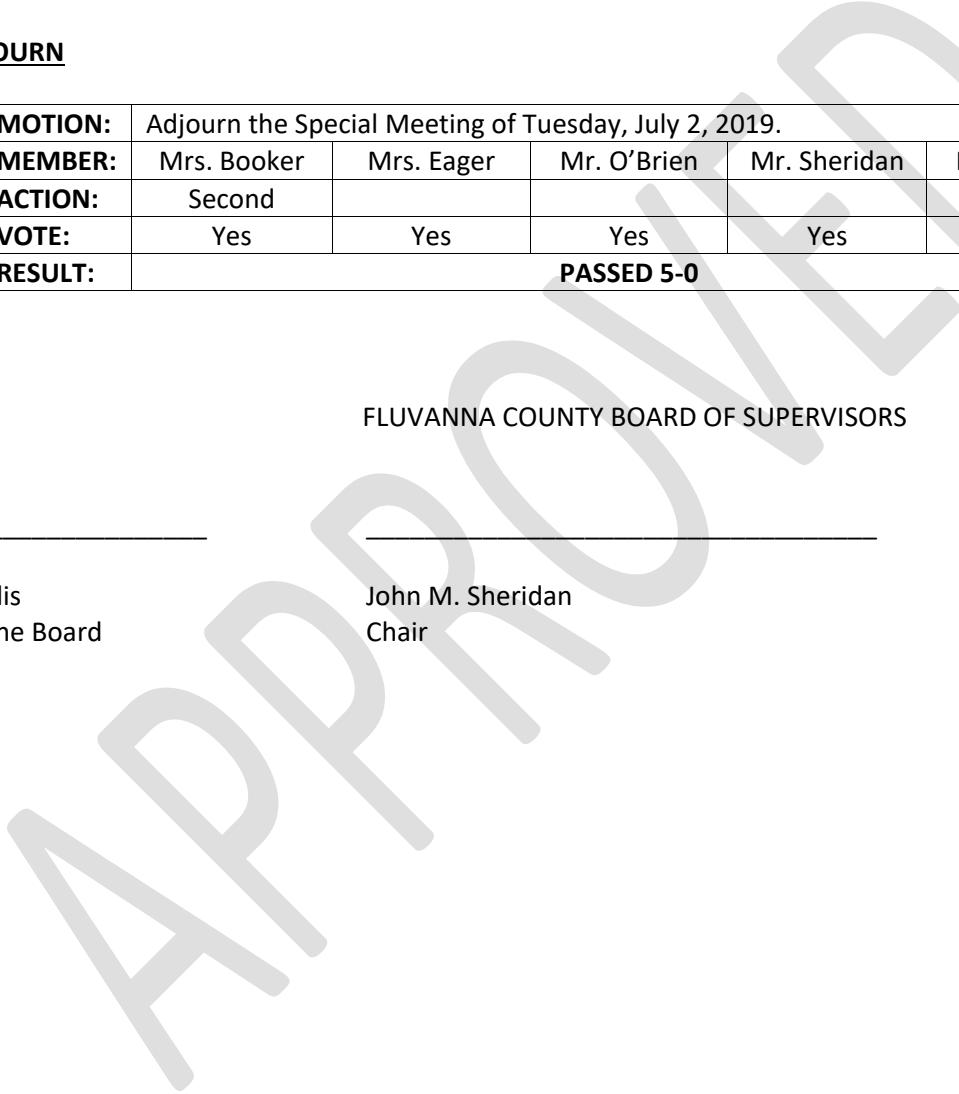 OURN
MOTION: Adjourn the Special Meeting of Tuesday, July 2, 2019.
MEMBER: Mrs. Booker Mrs. Eager Mr. O’Brien Mr. Sheridan
ACTION: Second
VOTE: Yes Yes Yes Yes
RESULT: PASSED 5-0
FLUVANNA COUNTY BOARD OF SUPERVISORS
______________ ___________________________________
lis John M. Sheridan
he Board Chair
APPROVED